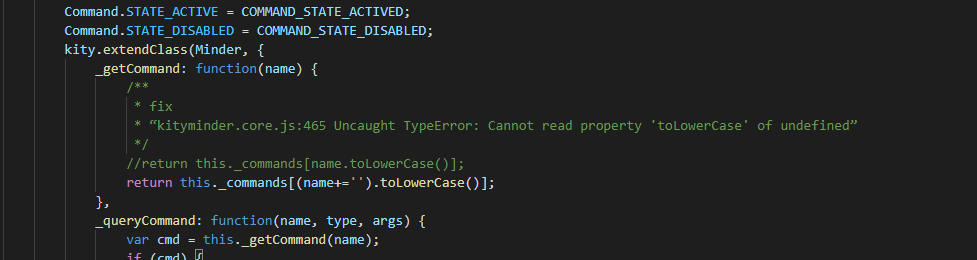 Command.STATE_ACTIVE = COMMAND_STATE_ACTIVED;
Command.STATE_DISABLED = COMMAND_STATE_DISABLED;
kity.extendClass(Minder, {
_getCommand: function(name) {
/**
* fix
* “kityminder.core.js:465 Uncaught TypeError: Cannot read property 'toLowerCase' of undefined”
*/
//return this._commands[name.toLowerCase()];
return this._commands[(name+='').toLowerCase()];
},
_queryCommand: function(name, type, args) {
var cmd = this._getCommand(name);
if (cmd) {